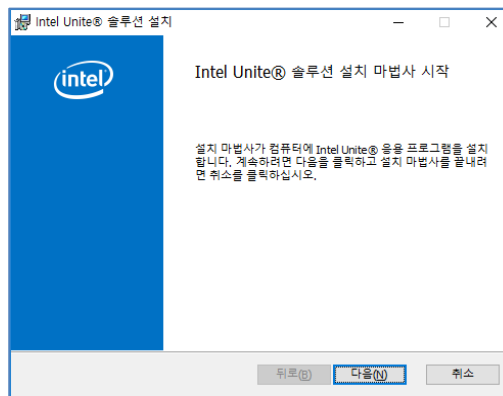 Intel Unite® 솔루션 설치
intel
Intel Unite® 솔루션 설치 마법사 시작
설치 마법사가 컴퓨터에 Intel Unite® 응용 프로그램을 설치
합니다. 계속하려면 다음을 클릭하고 설치 마법사를 끝내려
면 취소를 클릭하십시오.
뒤로(B) 다음(N) 취소